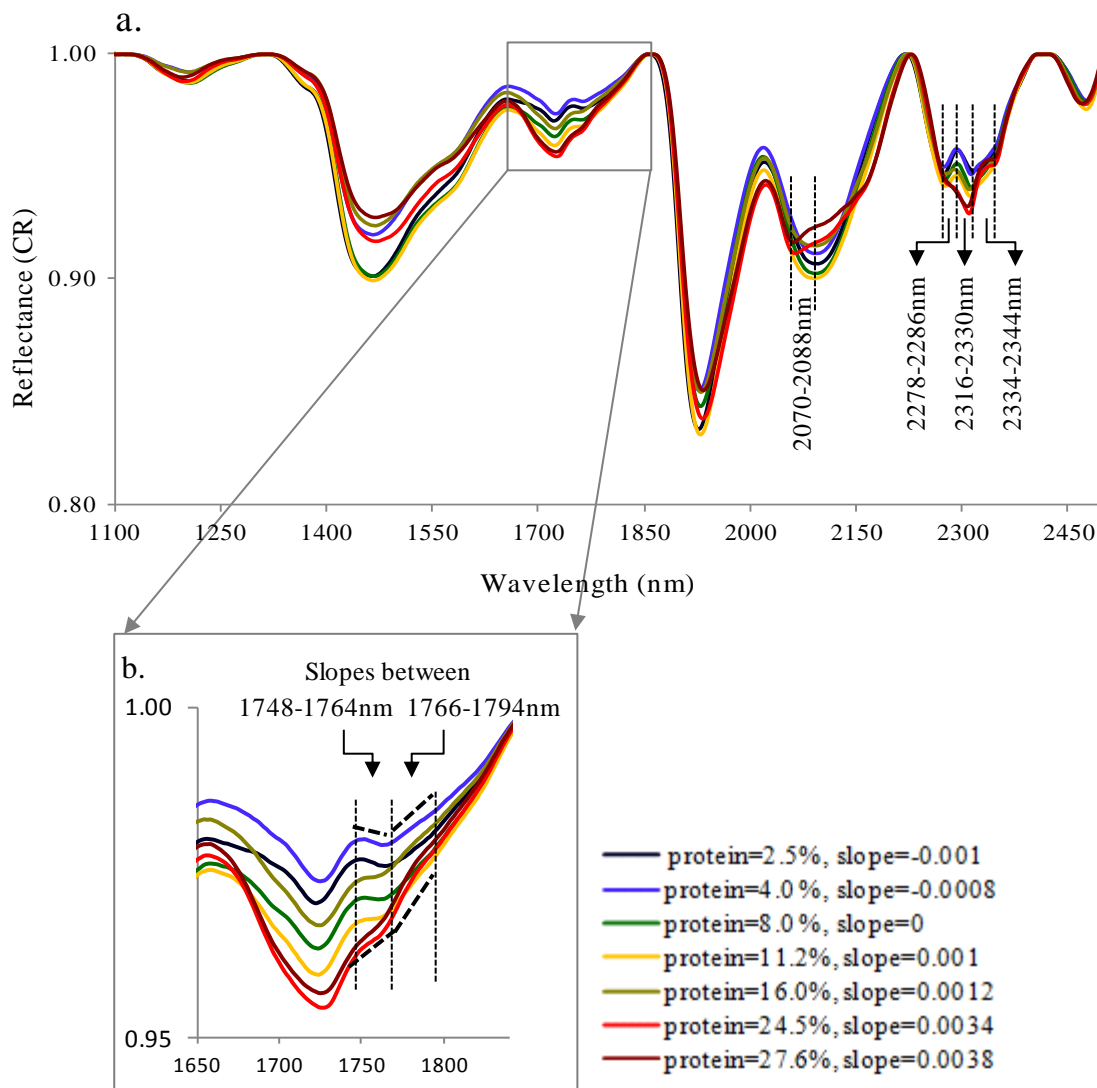 a.
1.00
0.90
0.80
Reflectance (CR)
1100 1250 1400 1550 1700 1850 2000 2150 2300 2450
Wavelength (nm)
2070-2088nm
2278-2286nm
2316-2330nm
2334-2344nm
b.
Slopes between
1748-1764nm 1766-1794nm
1.00
0.95
1650 1700 1750 1800
protein=2.5%, slope=-0.001
protein=4.0%, slope=-0.0008
protein=8.0%, slope=0
protein=11.2%, slope=0.001
protein=16.0%, slope=0.0012
protein=24.5%, slope=0.0034
protein=27.6%, slope=0.0038